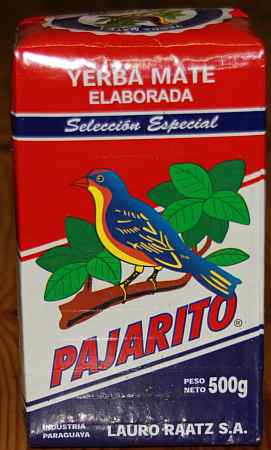 YERBA MATE
ELABORADA
Selección Especial
PAJARITO®
PESO
NETO 500g
INDUSTRIA
PARAGUAYA
LAURO RAATZ S.A.